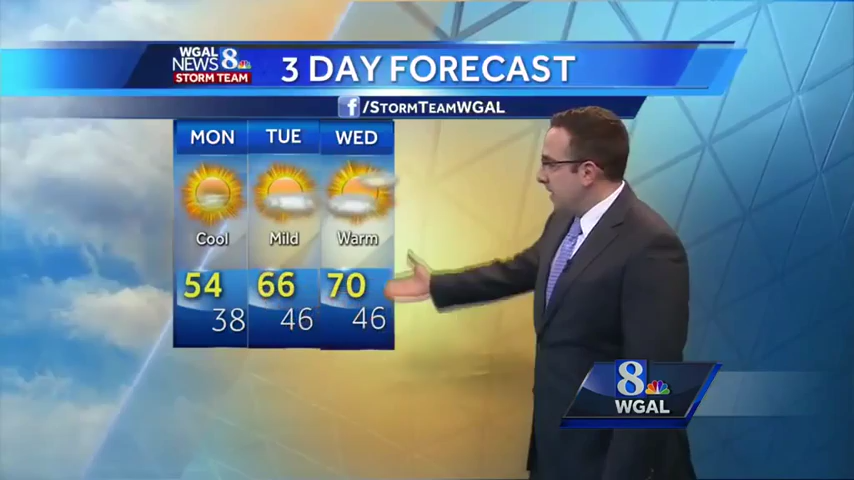 WGAL
NEWS 8
STORM TEAM
3 DAY FORECAST
f/STORMTEAMWGAL
MON TUE WED
Cool Mild Warm
54 66 70
38 46 46
8
WGAL